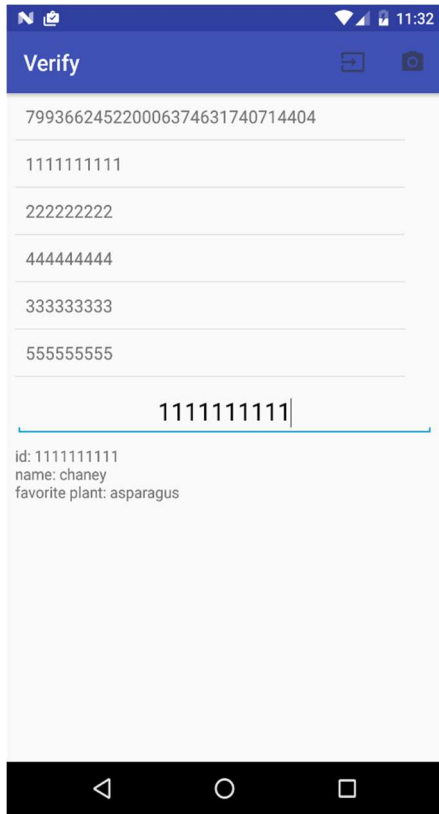 11:32
Verify
799366245220006374631740714404
1111111111
222222222
444444444
333333333
555555555
1111111111
id: 1111111111
name: chaney
favorite plant: asparagus